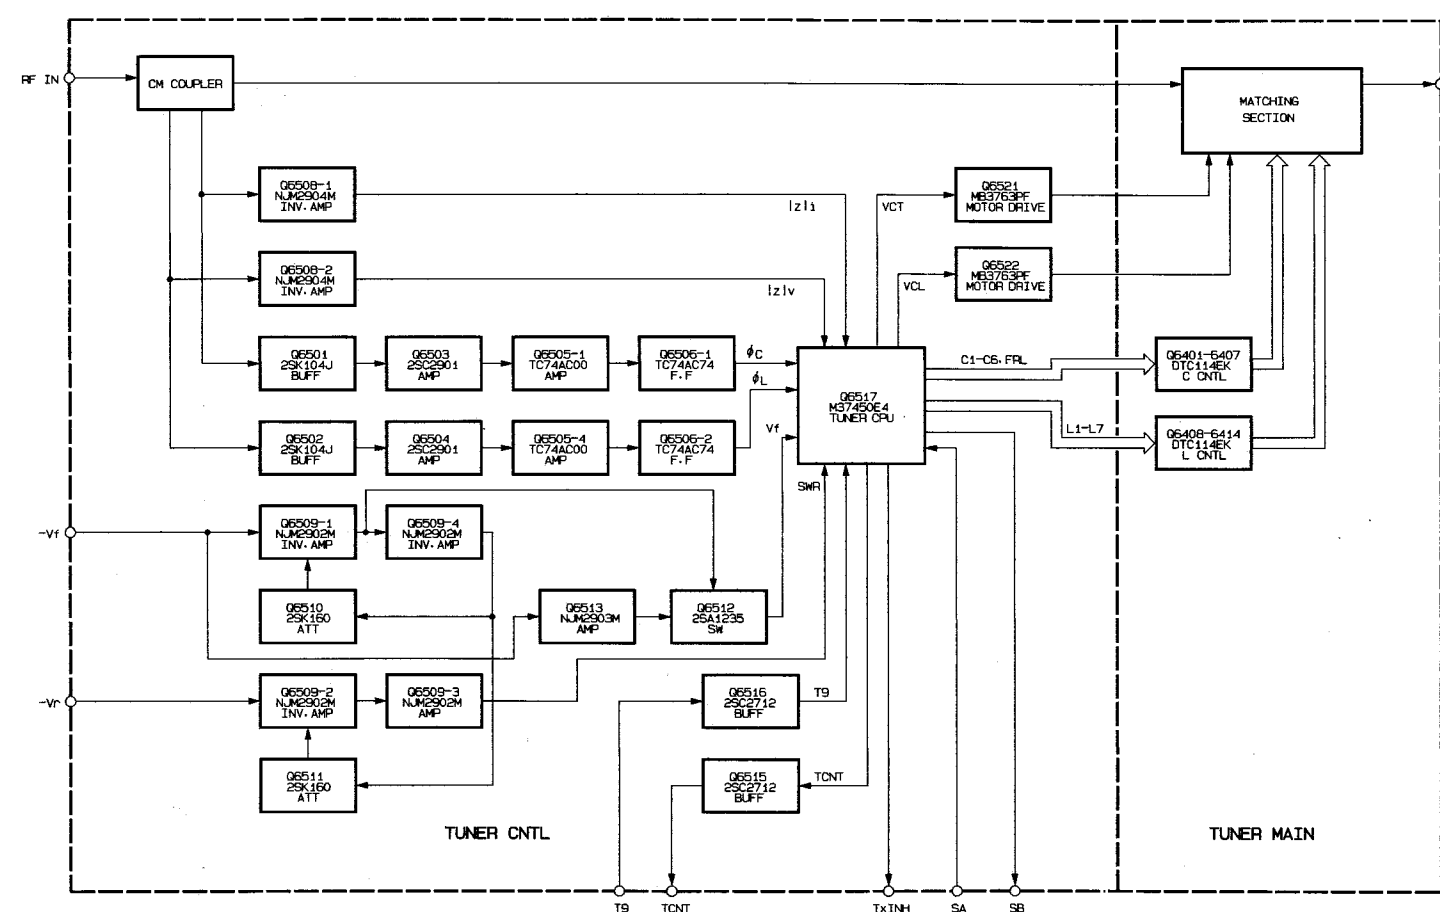 RF IN
CM COUPLER
MATCHING
SECTION
Q6508-1
NJM2904M
INV. AMP
|z|i
VCT
Q6521
MB3763PF
MOTOR DRIVE
Q6508-2
NJM2904M
INV. AMP
|z|v
VCL
Q6522
MB3763PF
MOTOR DRIVE
Q6501
2SK104J
BUFF
Q6503
2SC2901
AMP
Q6505-1
TC74AC00
AMP
Q6506-1
TC74AC74
F.F
ϕC
ϕL
Q6517
M37450E4
TUNER CPU
C1-C6.FRL
Q6401-6407
DTC114EK
C CNTL
Q6502
2SK104J
BUFF
Q6504
2SC2901
AMP
Q6505-4
TC74AC00
AMP
Q6506-2
TC74AC74
F.F
Vf
L1-L7
Q6408-6414
DTC114EK
L CNTL
SWR
-Vf
Q6509-1
NJM2902M
INV. AMP
Q6509-4
NJM2902M
INV. AMP
Q6510
2SK160
ATT
Q6513
NJM2903M
AMP
Q6512
2SA1235
SW
-Vr
Q6509-2
NJM2902M
INV. AMP
Q6509-3
NJM2902M
AMP
Q6516
2SC2712
BUFF
T9
Q6511
2SK160
ATT
Q6515
2SC2712
BUFF
TCNT
TUNER CNTL
TUNER MAIN
T9
TCNT
TxINH
SA
SB